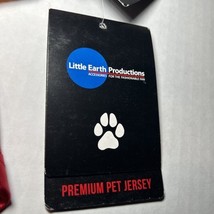 Little Earth Productions
ACCESSORIES FOR THE FASHIONABLE FAN
PREMIUM PET JERSEY